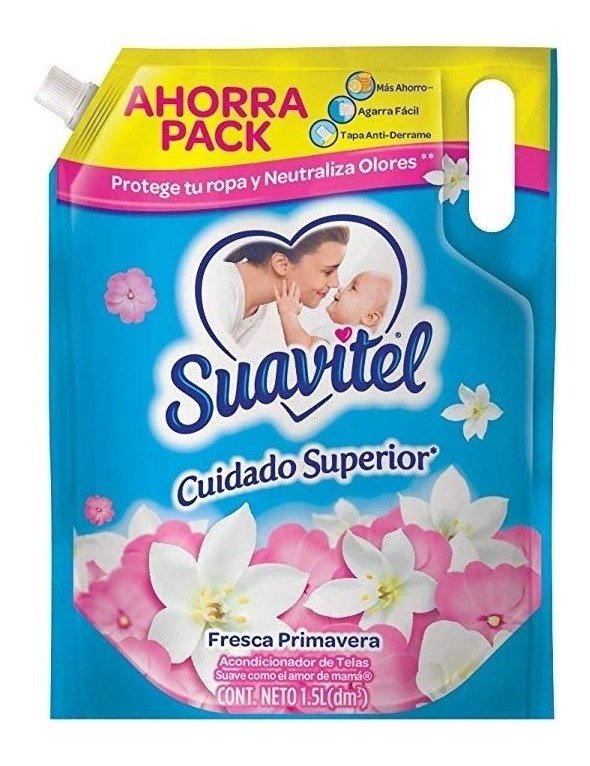 AHORRA
PACK
Más Ahorro
Agarra Fácil
Tapa Anti-Derrame
Protege tu ropa y Neutraliza Olores**
Suavitel®
Cuidado Superior*
Fresca Primavera
Acondicionador de Telas
Suave como el amor de mamá®
CONT. NETO 1.5L(dm³)